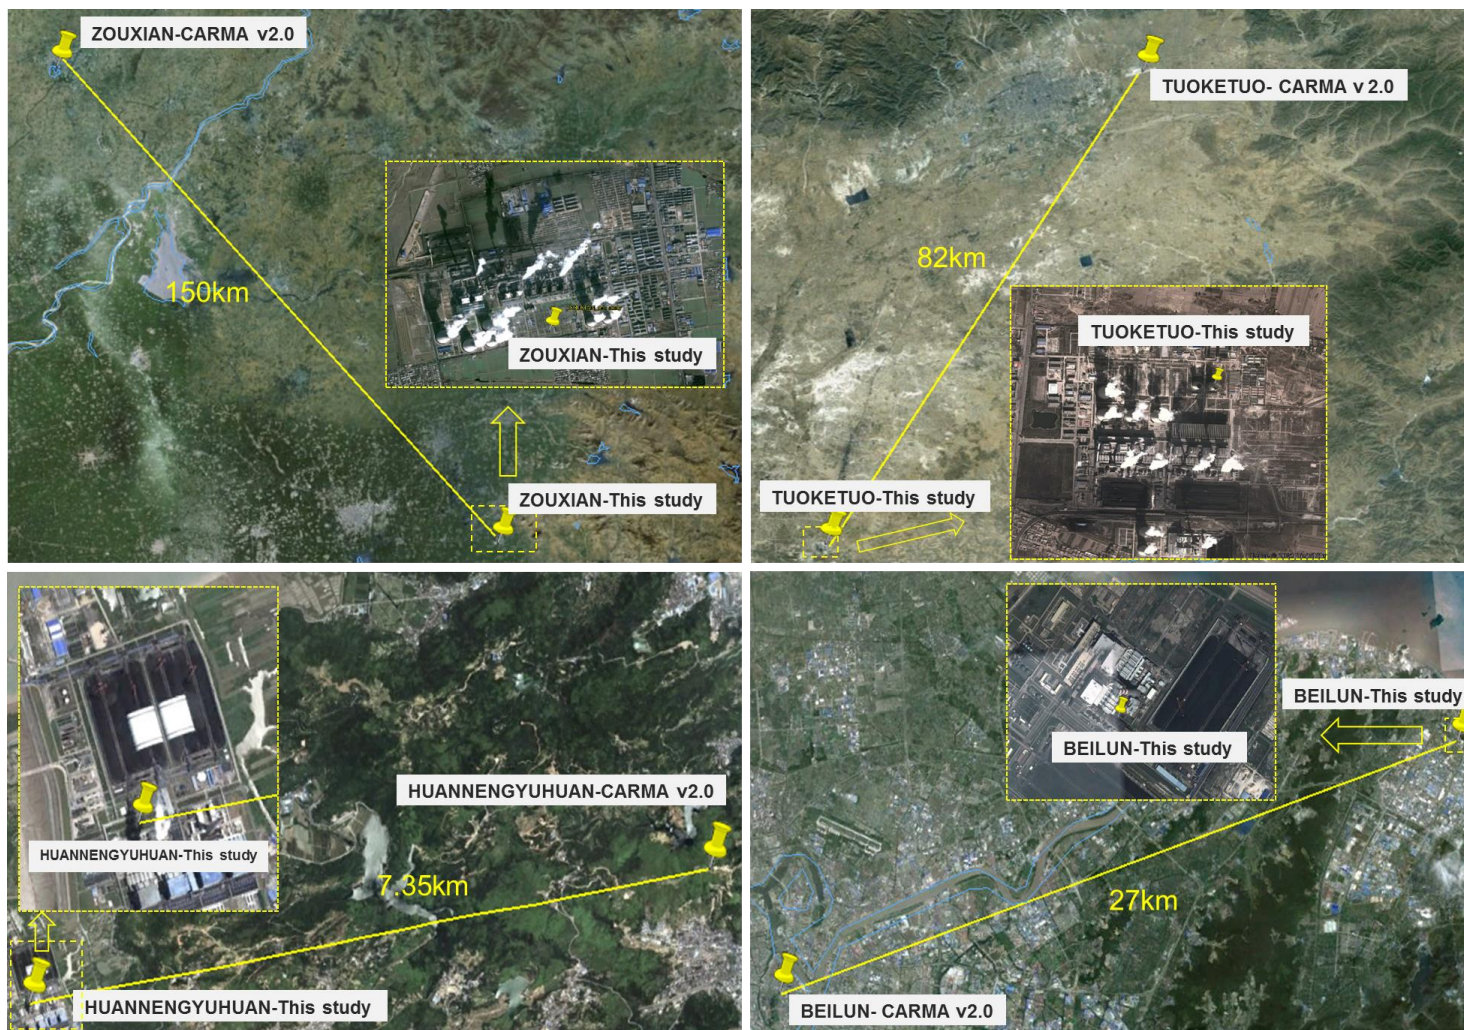 ZOUXIAN-CARMA v2.0
150km
ZOUXIAN-This study
ZOUXIAN-This study
TUOKETUO- CARMA v 2.0
82km
TUOKETUO-This study
TUOKETUO-This study
HUANNENGYUHUAN-CARMA v2.0
HUANNENGYUHUAN-This study
7.35km
HUANNENGYUHUAN-This study
BEILUN-This study
BEILUN-This study
27km
BEILUN- CARMA v2.0